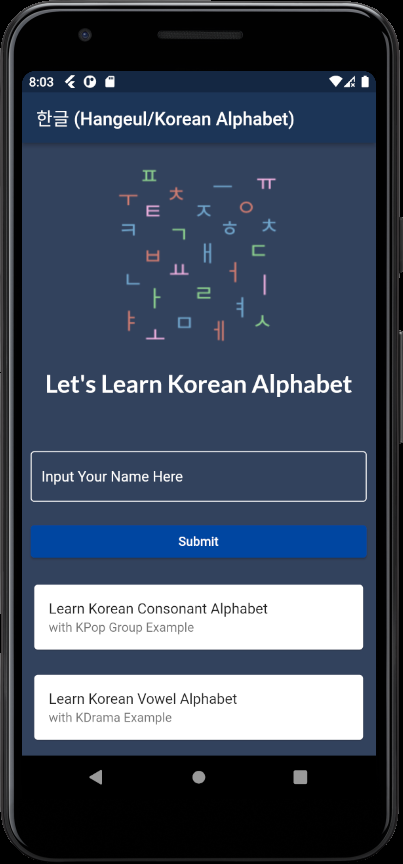 8:03
한글 (Hangeul/Korean Alphabet)
ㅍ ㅡ ㅠ
ㅜ ㅊ
ㅌ ㅈ ㅇ
ㅋ ㄱ ㅎ ㅊ
ㅂ ㅐ ㄷ
ㄴ ㅛ ㅓ ㅣ
ㅏ ㄹ ㅕ
ㅑ ㅗ ㅁ ㅔ ㅅ
Let's Learn Korean Alphabet
Input Your Name Here
Submit
Learn Korean Consonant Alphabet
with KPop Group Example
Learn Korean Vowel Alphabet
with KDrama Example